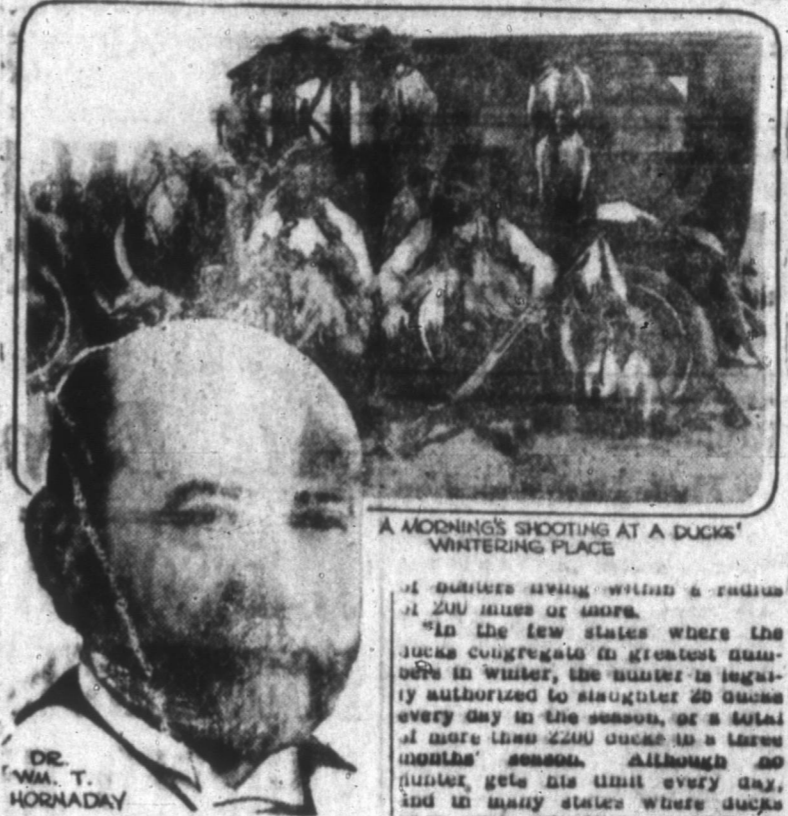 A MORNING'S SHOOTING AT A DUCKS'
WINTERING PLACE
of hunters living within a radius
of 200 miles or more.
"In the few states where the
ducks congregate in greatest num-
bers in winter, the hunter is legal-
ly authorized to slaughter 25 ducks
every day in the season, or a total
of more than 2200 ducks in a three
months' season. Although no
hunter gets his limit every day,
and in many states where ducks
DR.
WM. T.
HORNADAY